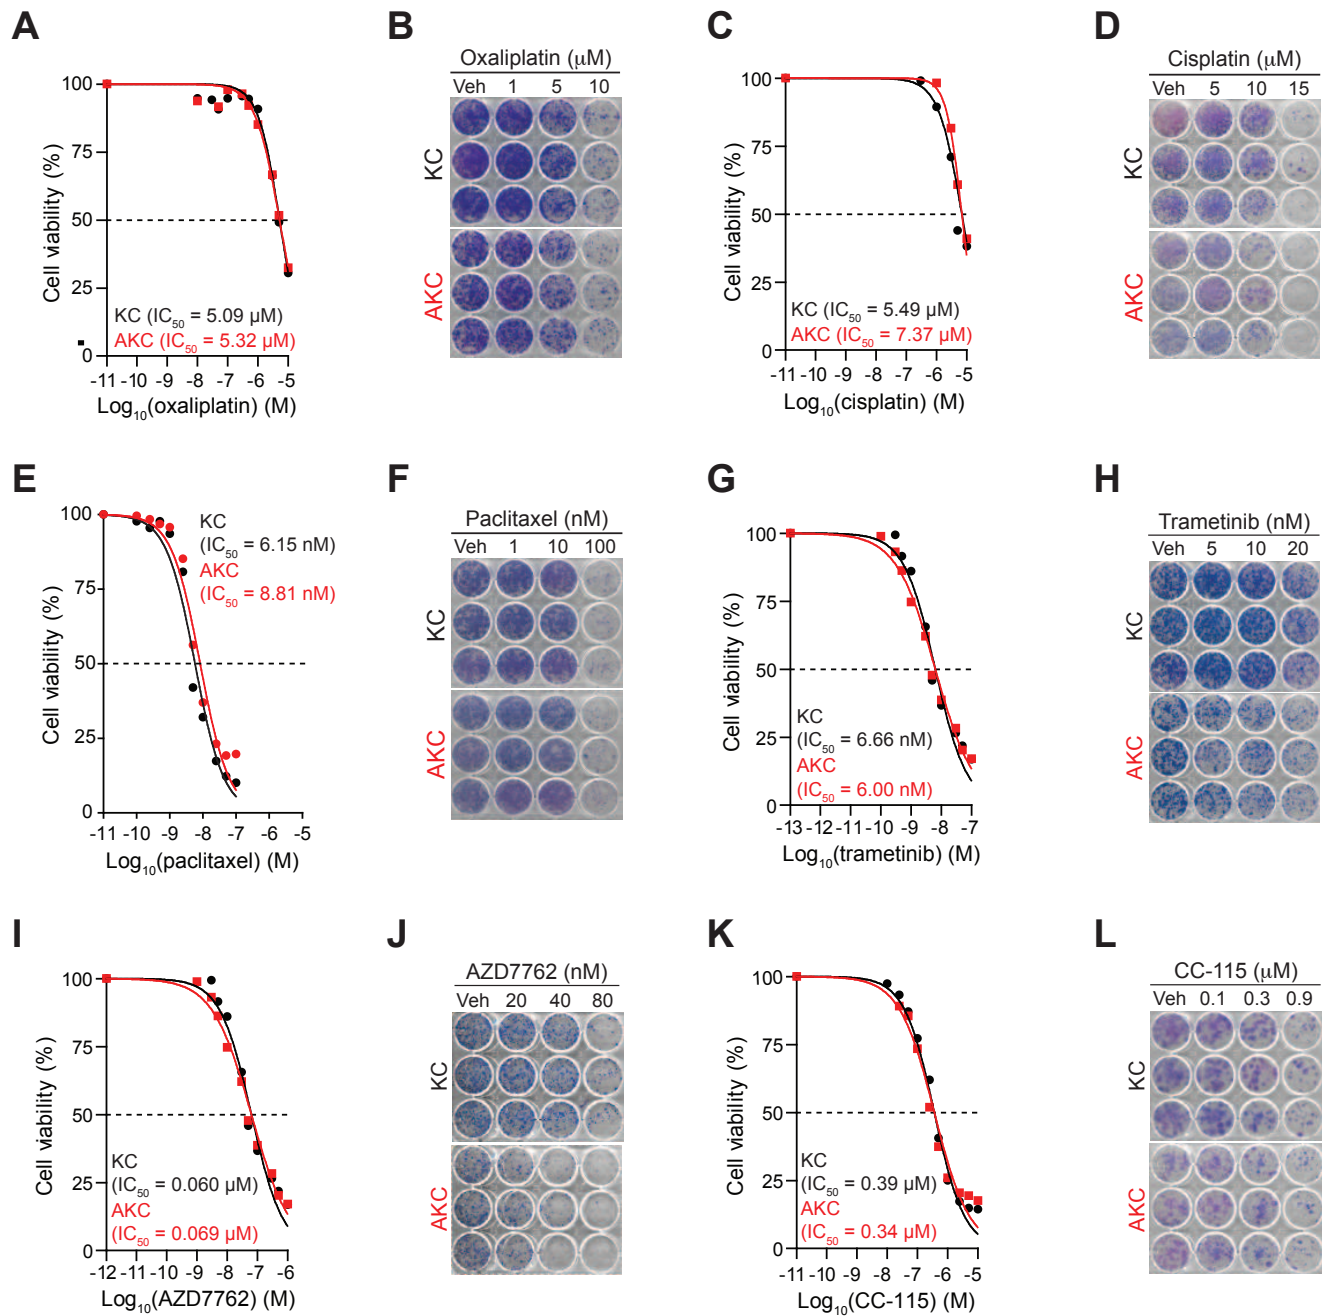 A
100
75
50
25
0
Cell viability (%)
KC (IC50 = 5.09 µM)
AKC (IC50 = 5.32 µM)
-11 -10 -9 -8 -7 -6 -5
Log10(oxaliplatin) (M)
B
Oxaliplatin (µM)
Veh 1 5 10
KC
AKC
C
100
75
50
25
0
Cell viability (%)
KC (IC50 = 5.49 µM)
AKC (IC50 = 7.37 µM)
-11 -10 -9 -8 -7 -6 -5
Log10(cisplatin) (M)
D
Cisplatin (µM)
Veh 5 10 15
KC
AKC
E
100
75
50
25
0
Cell viability (%)
KC
(IC50 = 6.15 nM)
AKC
(IC50 = 8.81 nM)
-11 -10 -9 -8 -7 -6 -5
Log10(paclitaxel) (M)
F
Paclitaxel (nM)
Veh 1 10 100
KC
AKC
G
100
75
50
25
0
Cell viability (%)
KC
(IC50 = 6.66 nM)
AKC
(IC50 = 6.00 nM)
-13 -12 -11 -10 -9 -8 -7
Log10(trametinib) (M)
H
Trametinib (nM)
Veh 5 10 20
KC
AKC
I
100
75
50
25
0
Cell viability (%)
KC
(IC50 = 0.060 µM)
AKC
(IC50 = 0.069 µM)
-12 -11 -10 -9 -8 -7 -6
Log10(AZD7762) (M)
J
AZD7762 (nM)
Veh 20 40 80
KC
AKC
K
100
75
50
25
0
Cell viability (%)
KC
(IC50 = 0.39 µM)
AKC
(IC50 = 0.34 µM)
-11 -10 -9 -8 -7 -6 -5
Log10(CC-115) (M)
L
CC-115 (µM)
Veh 0.1 0.3 0.9
KC
AKC